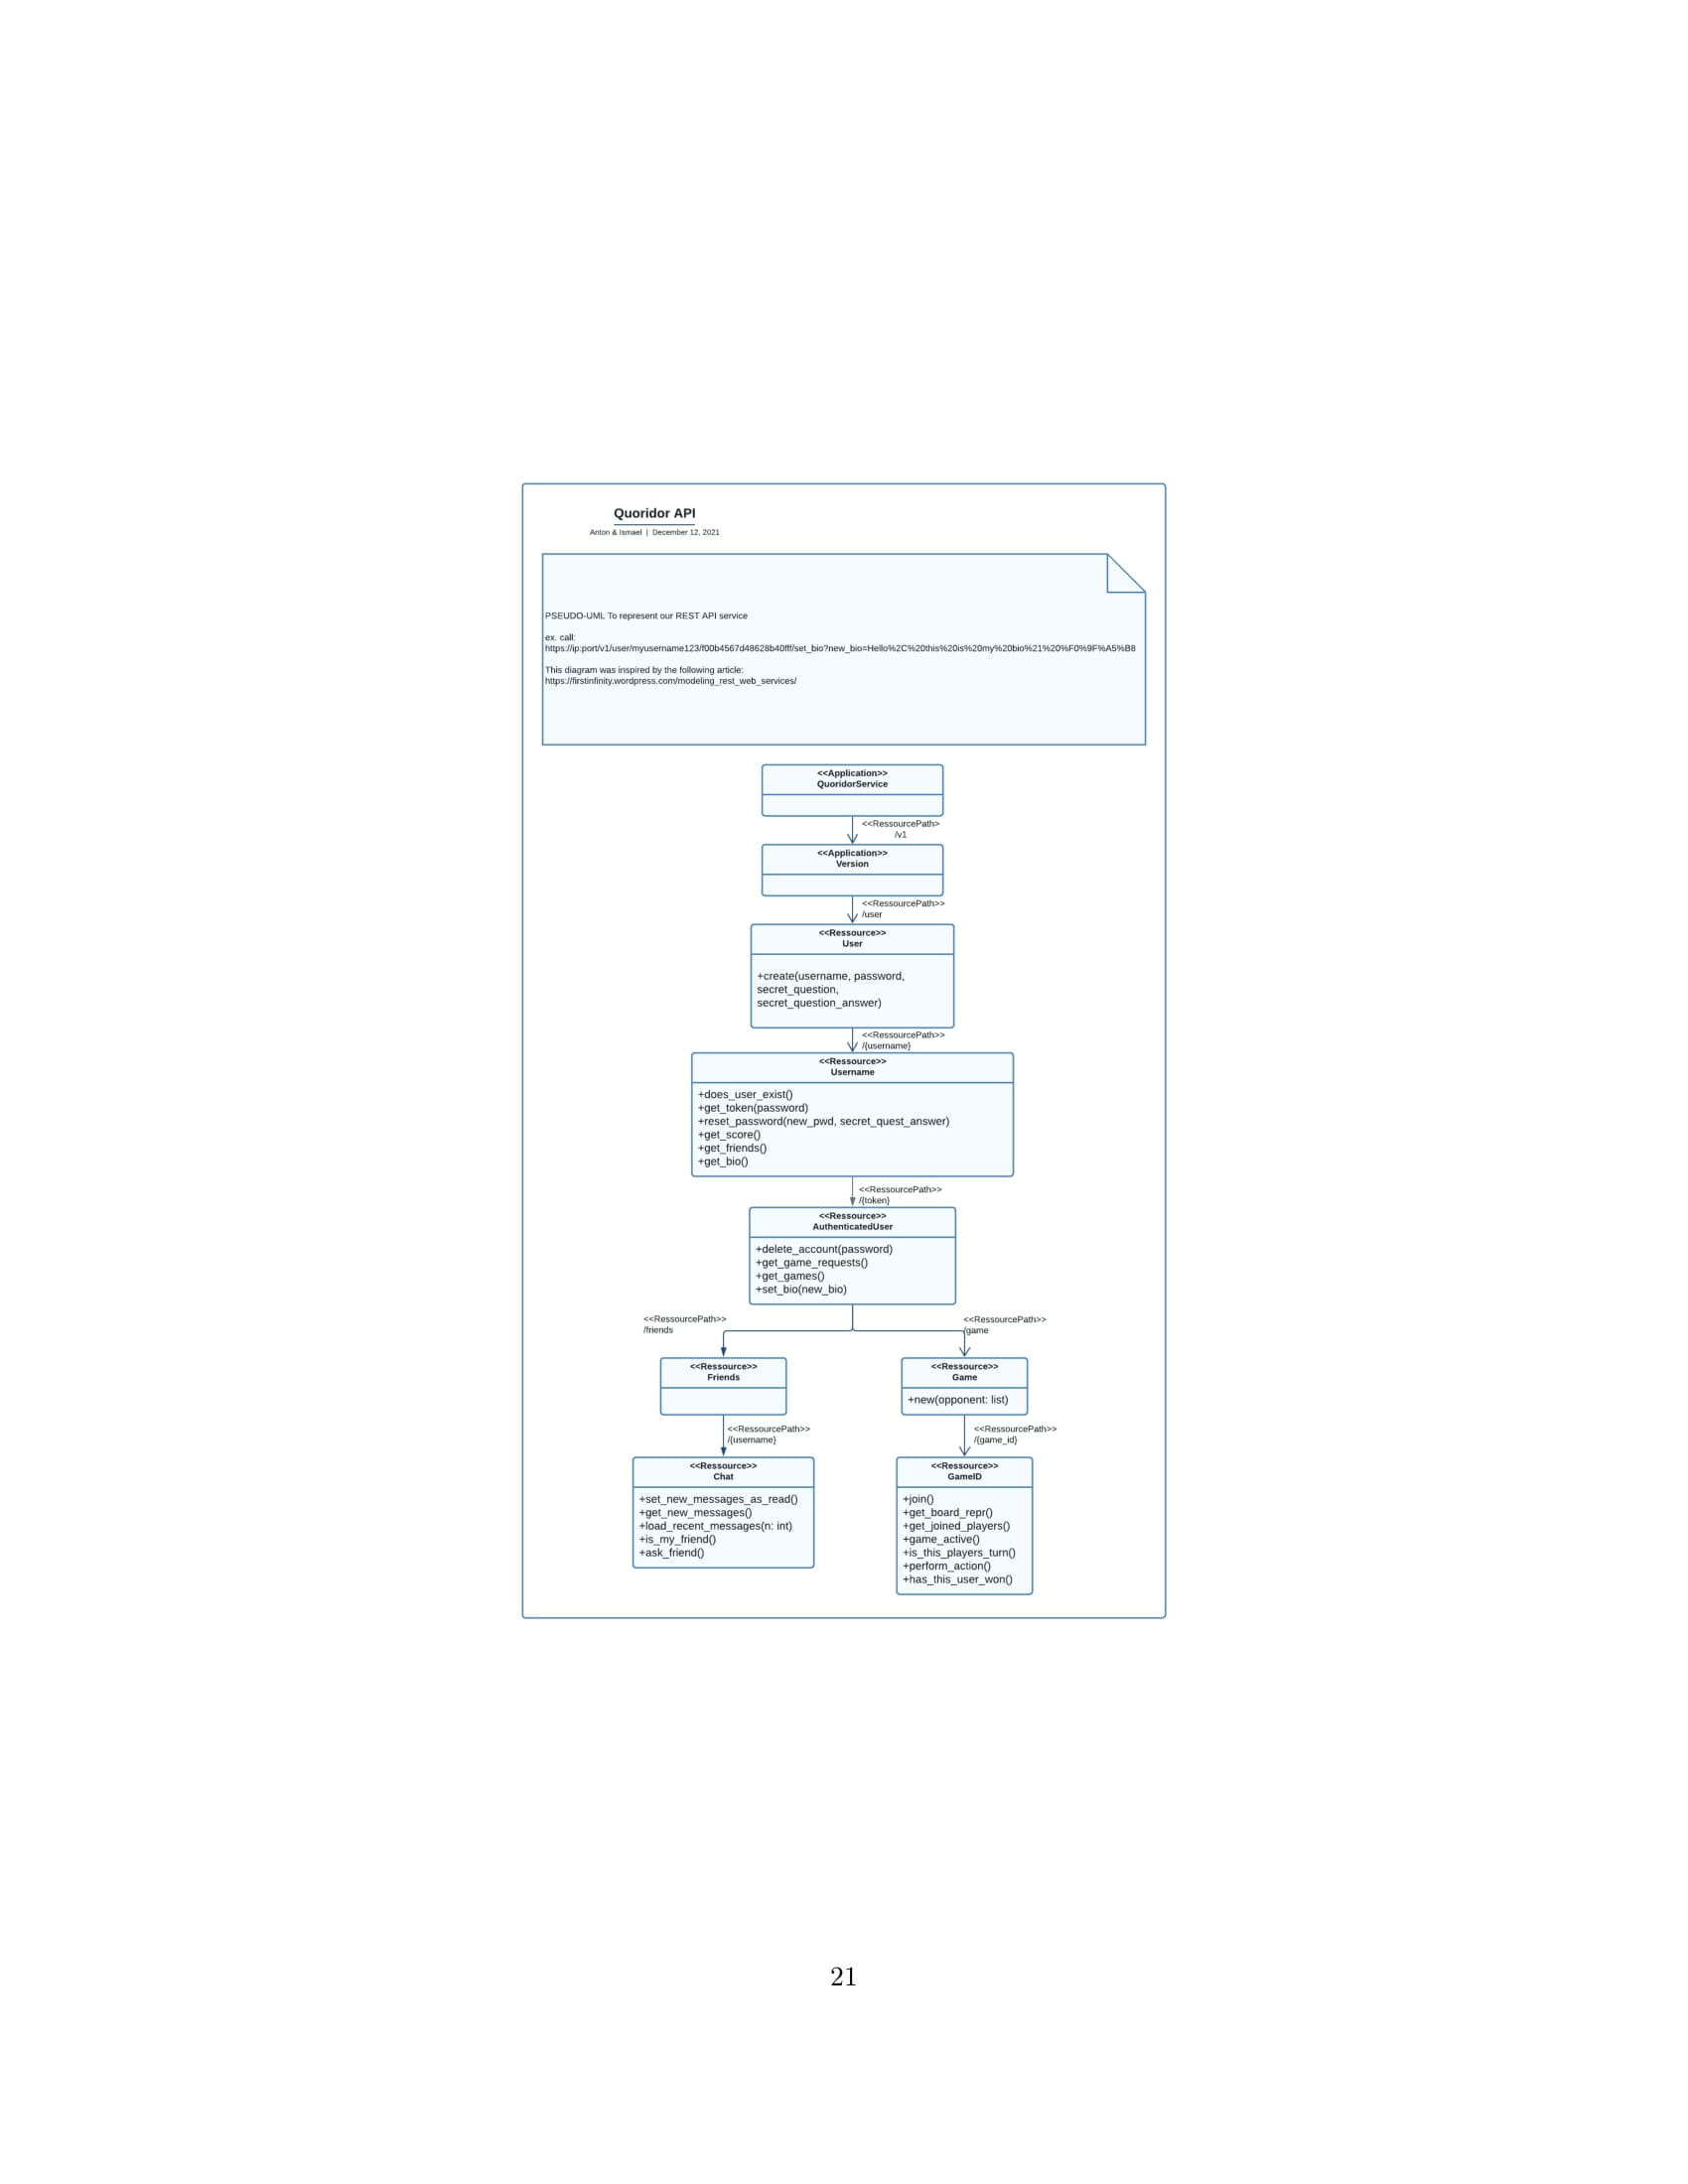 Quoridor API
Anton & Ismael | December 12, 2021
PSEUDO-UML To represent our REST API service
ex. call:
https://ip:port/v1/user/myusername123/f00b4567d48628b40fff/set_bio?new_bio=Hello%2C%20this%20is%20my%20bio%21%20%F0%9F%A5%B8
This diagram was inspired by the following article:
https://firstinfinity.wordpress.com/modeling_rest_web_services/
<<Application>>
QuoridorService
<<RessourcePath>
/v1
<<Application>>
Version
<<RessourcePath>>
/user
<<Ressource>>
User
+create(username, password,
secret_question,
secret_question_answer)
<<RessourcePath>>
/{username}
<<Ressource>>
Username
+does_user_exist()
+get_token(password)
+reset_password(new_pwd, secret_quest_answer)
+get_score()
+get_friends()
+get_bio()
<<RessourcePath>>
/{token}
<<Ressource>>
AuthenticatedUser
+delete_account(password)
+get_game_requests()
+get_games()
+set_bio(new_bio)
<<RessourcePath>>
/friends
<<RessourcePath>>
/game
<<Ressource>>
Friends
<<Ressource>>
Game
+new(opponent: list)
<<RessourcePath>>
/{username}
<<RessourcePath>>
/{game_id}
<<Ressource>>
Chat
+set_new_messages_as_read()
+get_new_messages()
+load_recent_messages(n: int)
+is_my_friend()
+ask_friend()
<<Ressource>>
GameID
+join()
+get_board_repr()
+get_joined_players()
+game_active()
+is_this_players_turn()
+perform_action()
+has_this_user_won()
21